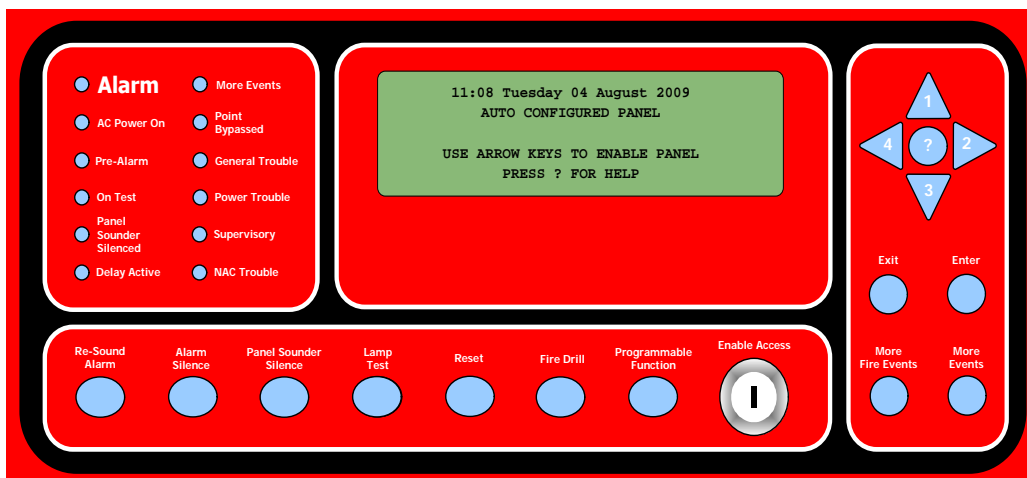 Alarm
AC Power On
Pre-Alarm
On Test
Panel
Sounder
Silenced
Delay Active
More Events
Point
Bypassed
General Trouble
Power Trouble
Supervisory
NAC Trouble
11:08 Tuesday 04 August 2009
AUTO CONFIGURED PANEL
USE ARROW KEYS TO ENABLE PANEL
PRESS ? FOR HELP
1
4
?
2
3
Exit
Enter
More
Fire Events
More
Events
Re-Sound
Alarm
Alarm
Silence
Panel Sounder
Silence
Lamp
Test
Reset
Fire Drill
Programmable
Function
Enable Access